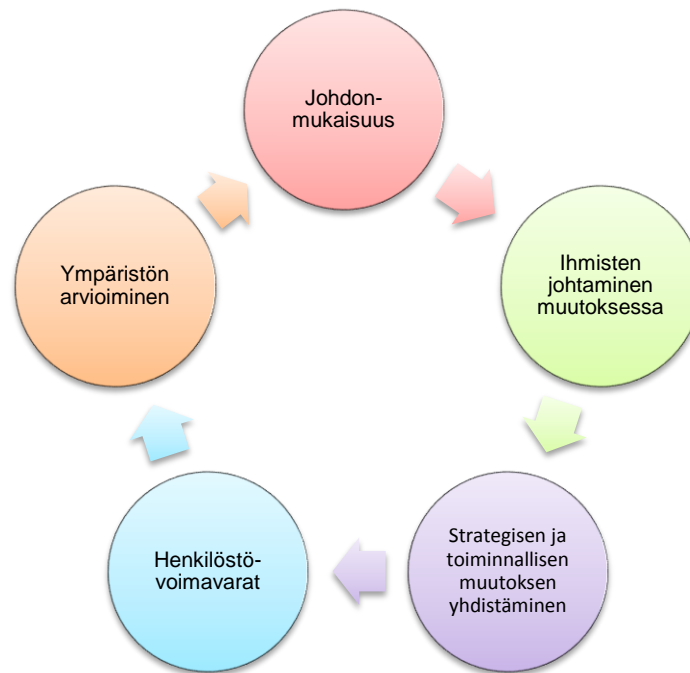 Johdon-
mukaisuus
Ihmisten
johtaminen
muutoksessa
Strategisen ja
toiminnallisen
muutoksen
yhdistäminen
Henkilöstö-
voimavarat
Ympäristön
arvioiminen